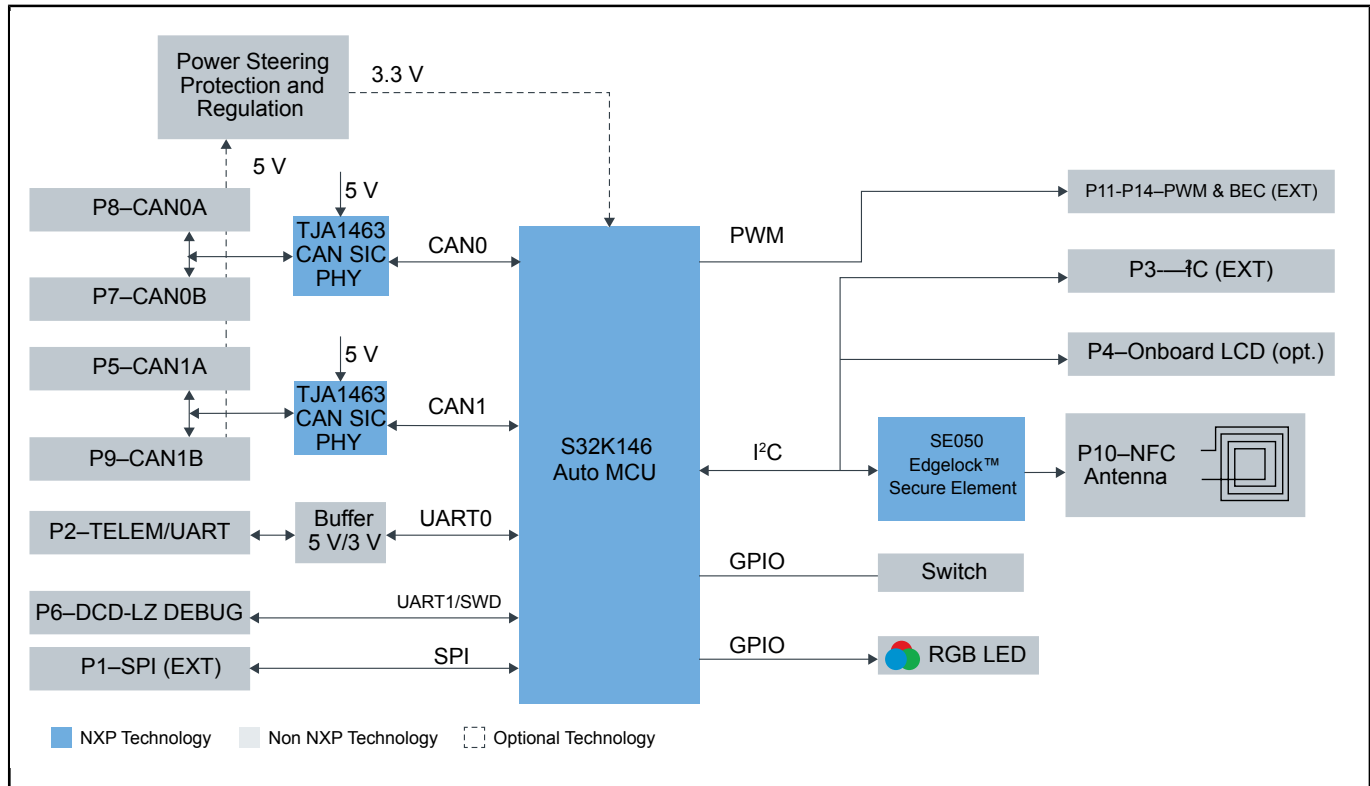 Power Steering
Protection and
Regulation
3.3 V
5 V
P8–CAN0A
P7–CAN0B
5 V
TJA1463
CAN SIC
PHY
CAN0
P5–CAN1A
P9–CAN1B
5 V
TJA1463
CAN SIC
PHY
CAN1
P2–TELEM/UART
Buffer
5 V/3 V
UART0
P6–DCD-LZ DEBUG
UART1/SWD
P1–SPI (EXT)
SPI
S32K146
Auto MCU
PWM
P11-P14–PWM & BEC (EXT)
P3-—²C (EXT)
P4–Onboard LCD (opt.)
I²C
SE050
Edgelock™
Secure Element
P10–NFC
Antenna
GPIO
Switch
GPIO
RGB LED
NXP Technology
Non NXP Technology
Optional Technology